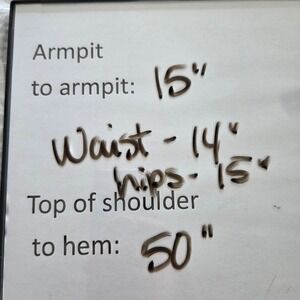 Armpit
to armpit: 15"
Waist - 14"
hips - 15"
Top of shoulder
to hem: 50"